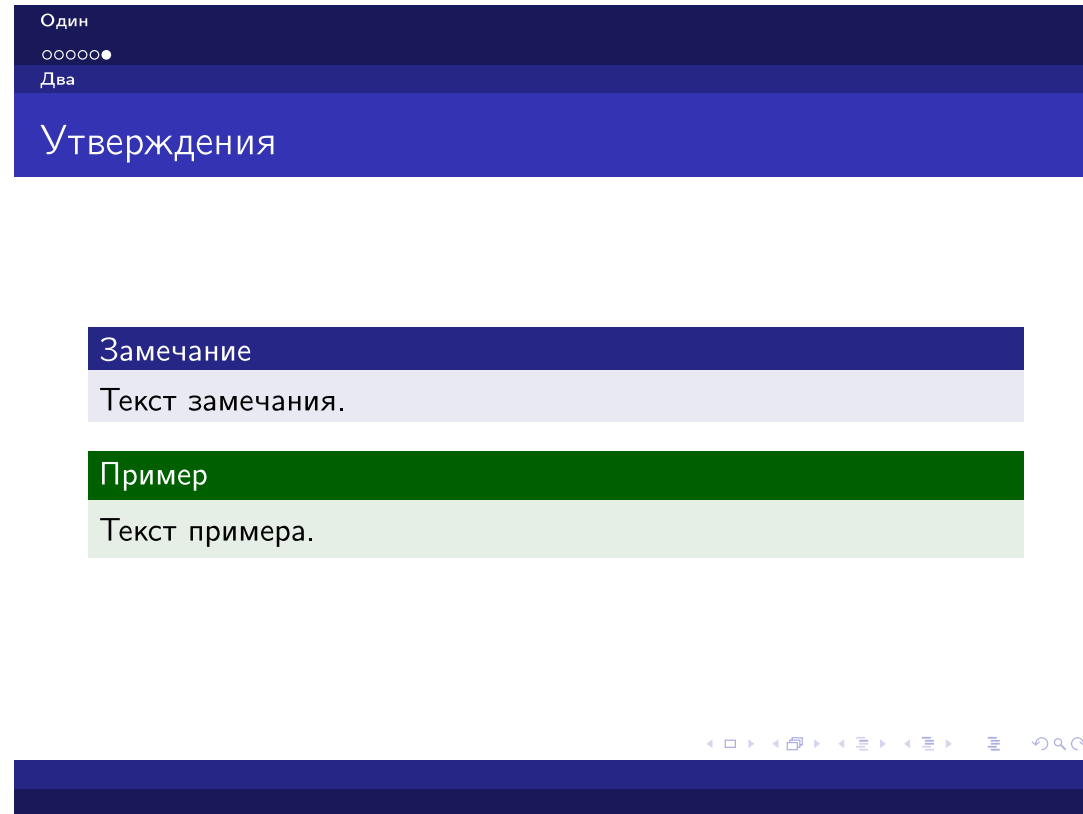 Один
Два
Утверждения
Замечание
Текст замечания.
Пример
Текст примера.